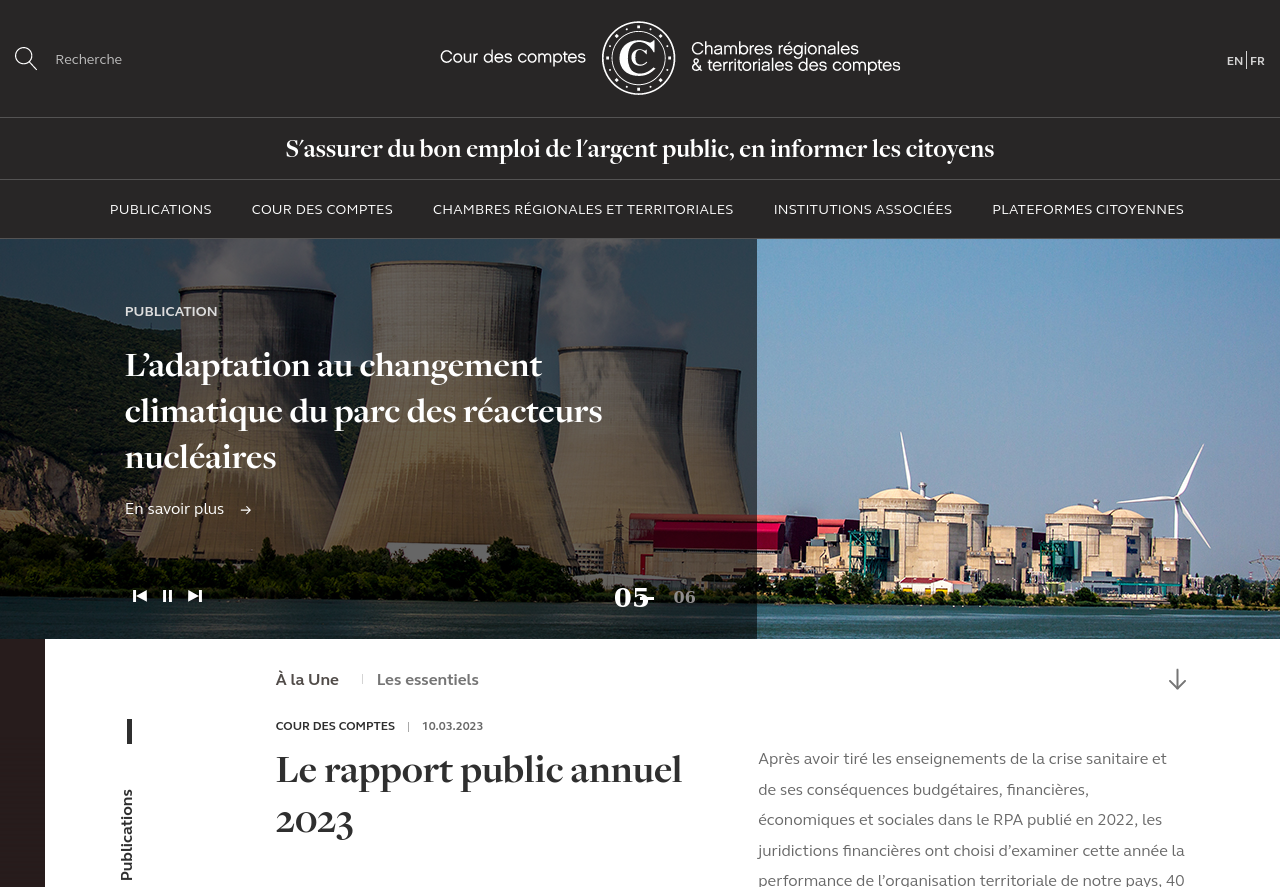 Recherche
Cour des comptes
Chambres régionales
& territoriales des comptes
EN FR
S'assurer du bon emploi de l'argent public, en informer les citoyens
PUBLICATIONS
COUR DES COMPTES
CHAMBRES RÉGIONALES ET TERRITORIALES
INSTITUTIONS ASSOCIÉES
PLATEFORMES CITOYENNES
PUBLICATION
L’adaptation au changement
climatique du parc des réacteurs
nucléaires
En savoir plus
05
06
À la Une
Les essentiels
Publications
COUR DES COMPTES
10.03.2023
Le rapport public annuel
2023
Après avoir tiré les enseignements de la crise sanitaire et
de ses conséquences budgétaires, financières,
économiques et sociales dans le RPA publié en 2022, les
juridictions financières ont choisi d’examiner cette année la
performance de l’organisation territoriale de notre pays, 40